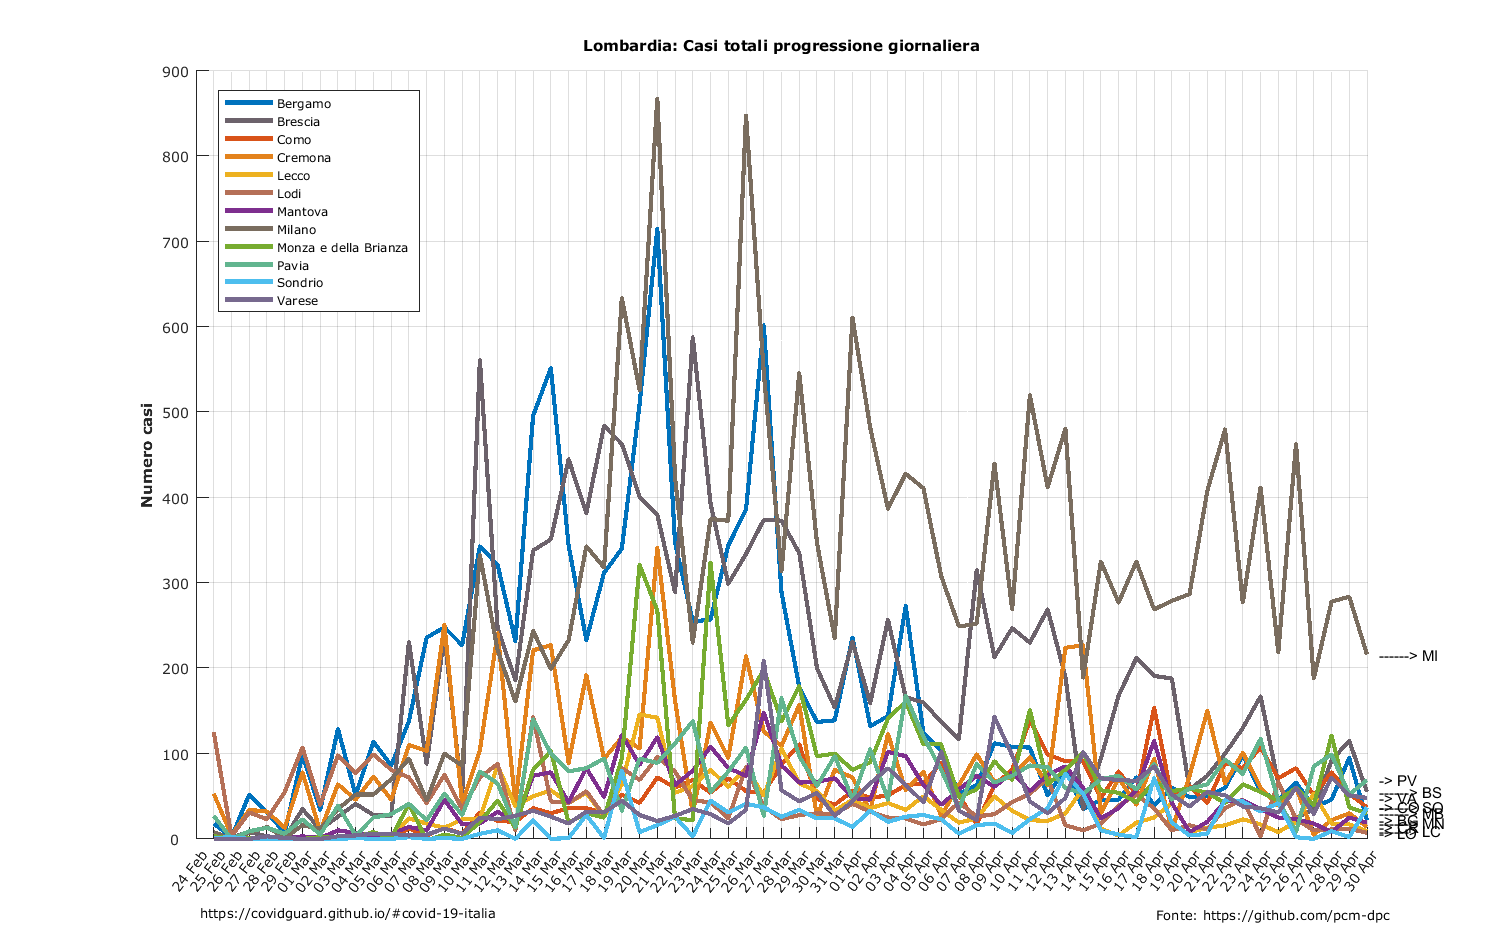 Lombardia: Casi totali progressione giornaliera
900
800
700
600
500
400
300
200
100
0
Numero casi
Bergamo
Brescia
Como
Cremona
Lecco
Lodi
Mantova
Milano
Monza e della Brianza
Pavia
Sondrio
Varese
------> MI
--> PV
------> BS
24 Feb
25 Feb
26 Feb
27 Feb
28 Feb
29 Feb
01 Mar
02 Mar
03 Mar
04 Mar
05 Mar
06 Mar
07 Mar
08 Mar
09 Mar
10 Mar
11 Mar
12 Mar
13 Mar
14 Mar
15 Mar
16 Mar
17 Mar
18 Mar
19 Mar
20 Mar
21 Mar
22 Mar
23 Mar
24 Mar
25 Mar
26 Mar
27 Mar
28 Mar
29 Mar
30 Mar
31 Mar
01 Apr
02 Apr
03 Apr
04 Apr
05 Apr
06 Apr
07 Apr
08 Apr
09 Apr
10 Apr
11 Apr
12 Apr
13 Apr
14 Apr
15 Apr
16 Apr
17 Apr
18 Apr
19 Apr
20 Apr
21 Apr
22 Apr
23 Apr
24 Apr
25 Apr
26 Apr
27 Apr
28 Apr
29 Apr
30 Apr
https://covidguard.github.io/#covid-19-italia
Fonte: https://github.com/pcm-dpc